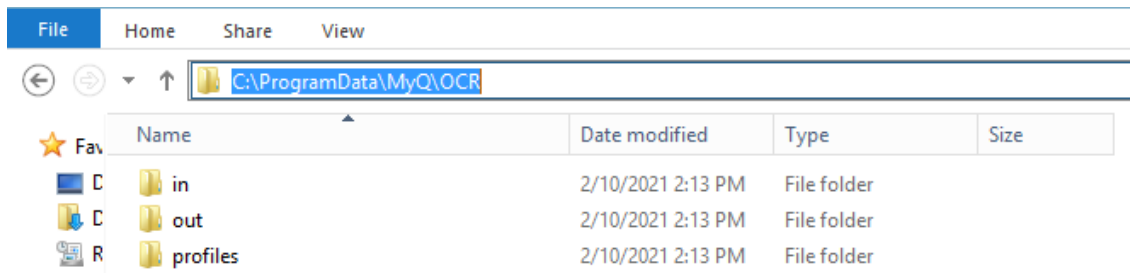 File Home Share View
C:\ProgramData\MyQ\OCR
Name Date modified Type Size
Fav
D in 2/10/2021 2:13 PM File folder
D out 2/10/2021 2:13 PM File folder
R profiles 2/10/2021 2:13 PM File folder